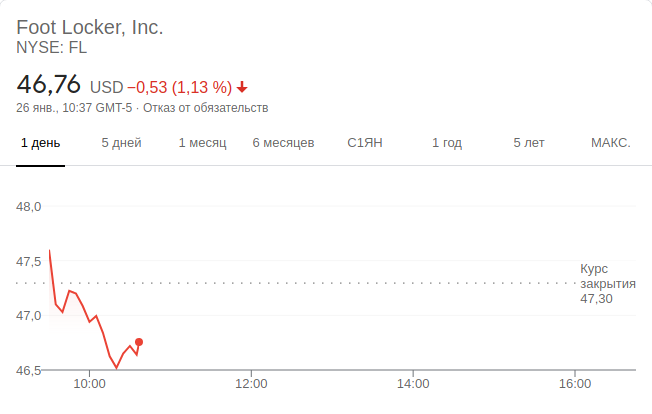 Foot Locker, Inc.
NYSE: FL
46,76 USD −0,53 (1,13 %)
26 янв., 10:37 GMT-5 · Отказ от обязательств
1 день 5 дней 1 месяц 6 месяцев С1ЯН 1 год 5 лет МАКС.
48,0
47,5
Курс
закрытия
47,30
47,0
46,5
10:00 12:00 14:00 16:00